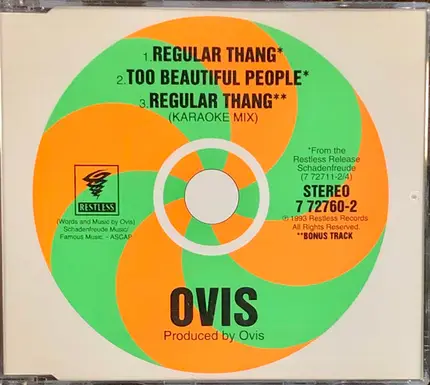 1. REGULAR THANG*
2. TOO BEAUTIFUL PEOPLE*
3. REGULAR THANG**
(KARAOKE MIX)
*From the
Restless Release
Schadenfreude
(7 72711-2/4)
STEREO
7 72760-2
℗ 1993 Restless Records
All Rights Reserved.
**BONUS TRACK
RESTLESS
(Words and Music by Ovis)
Schadenfreude Music/
Famous Music - ASCAP
OVIS
Produced by Ovis